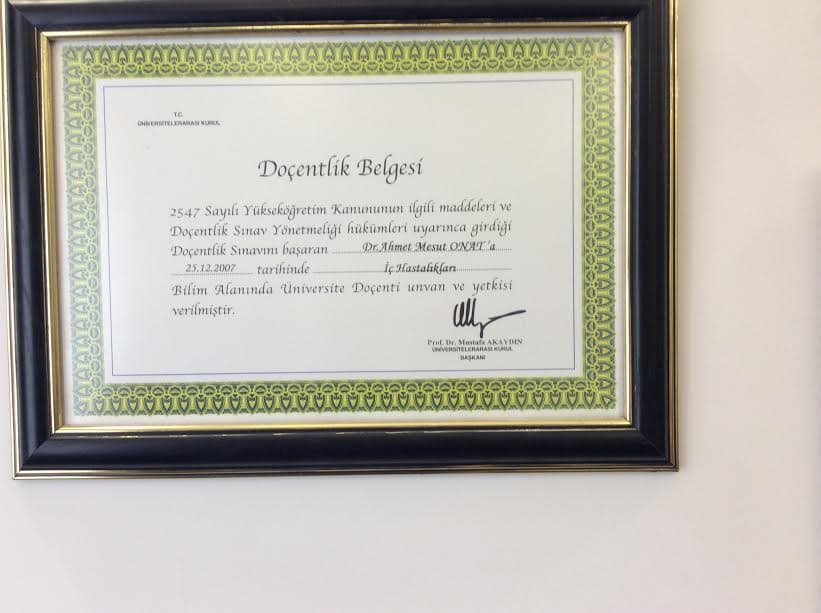 T.C.
ÜNİVERSİTELERARASI KURUL
Doçentlik Belgesi
2547 Sayılı Yükseköğretim Kanununun ilgili maddeleri ve
Doçentlik Sınav Yönetmeliği hükümleri uyarınca girdiği
Doçentlik Sınavını başaran Dr.Ahmet Mesut ONAT'a
25.12.2007 tarihinde İç Hastalıkları
Bilim Alanında Üniversite Doçenti unvan ve yetkisi
verilmiştir.
Prof. Dr. Mustafa AKAYDIN
ÜNİVERSİTELERARASI KURUL
BAŞKANI